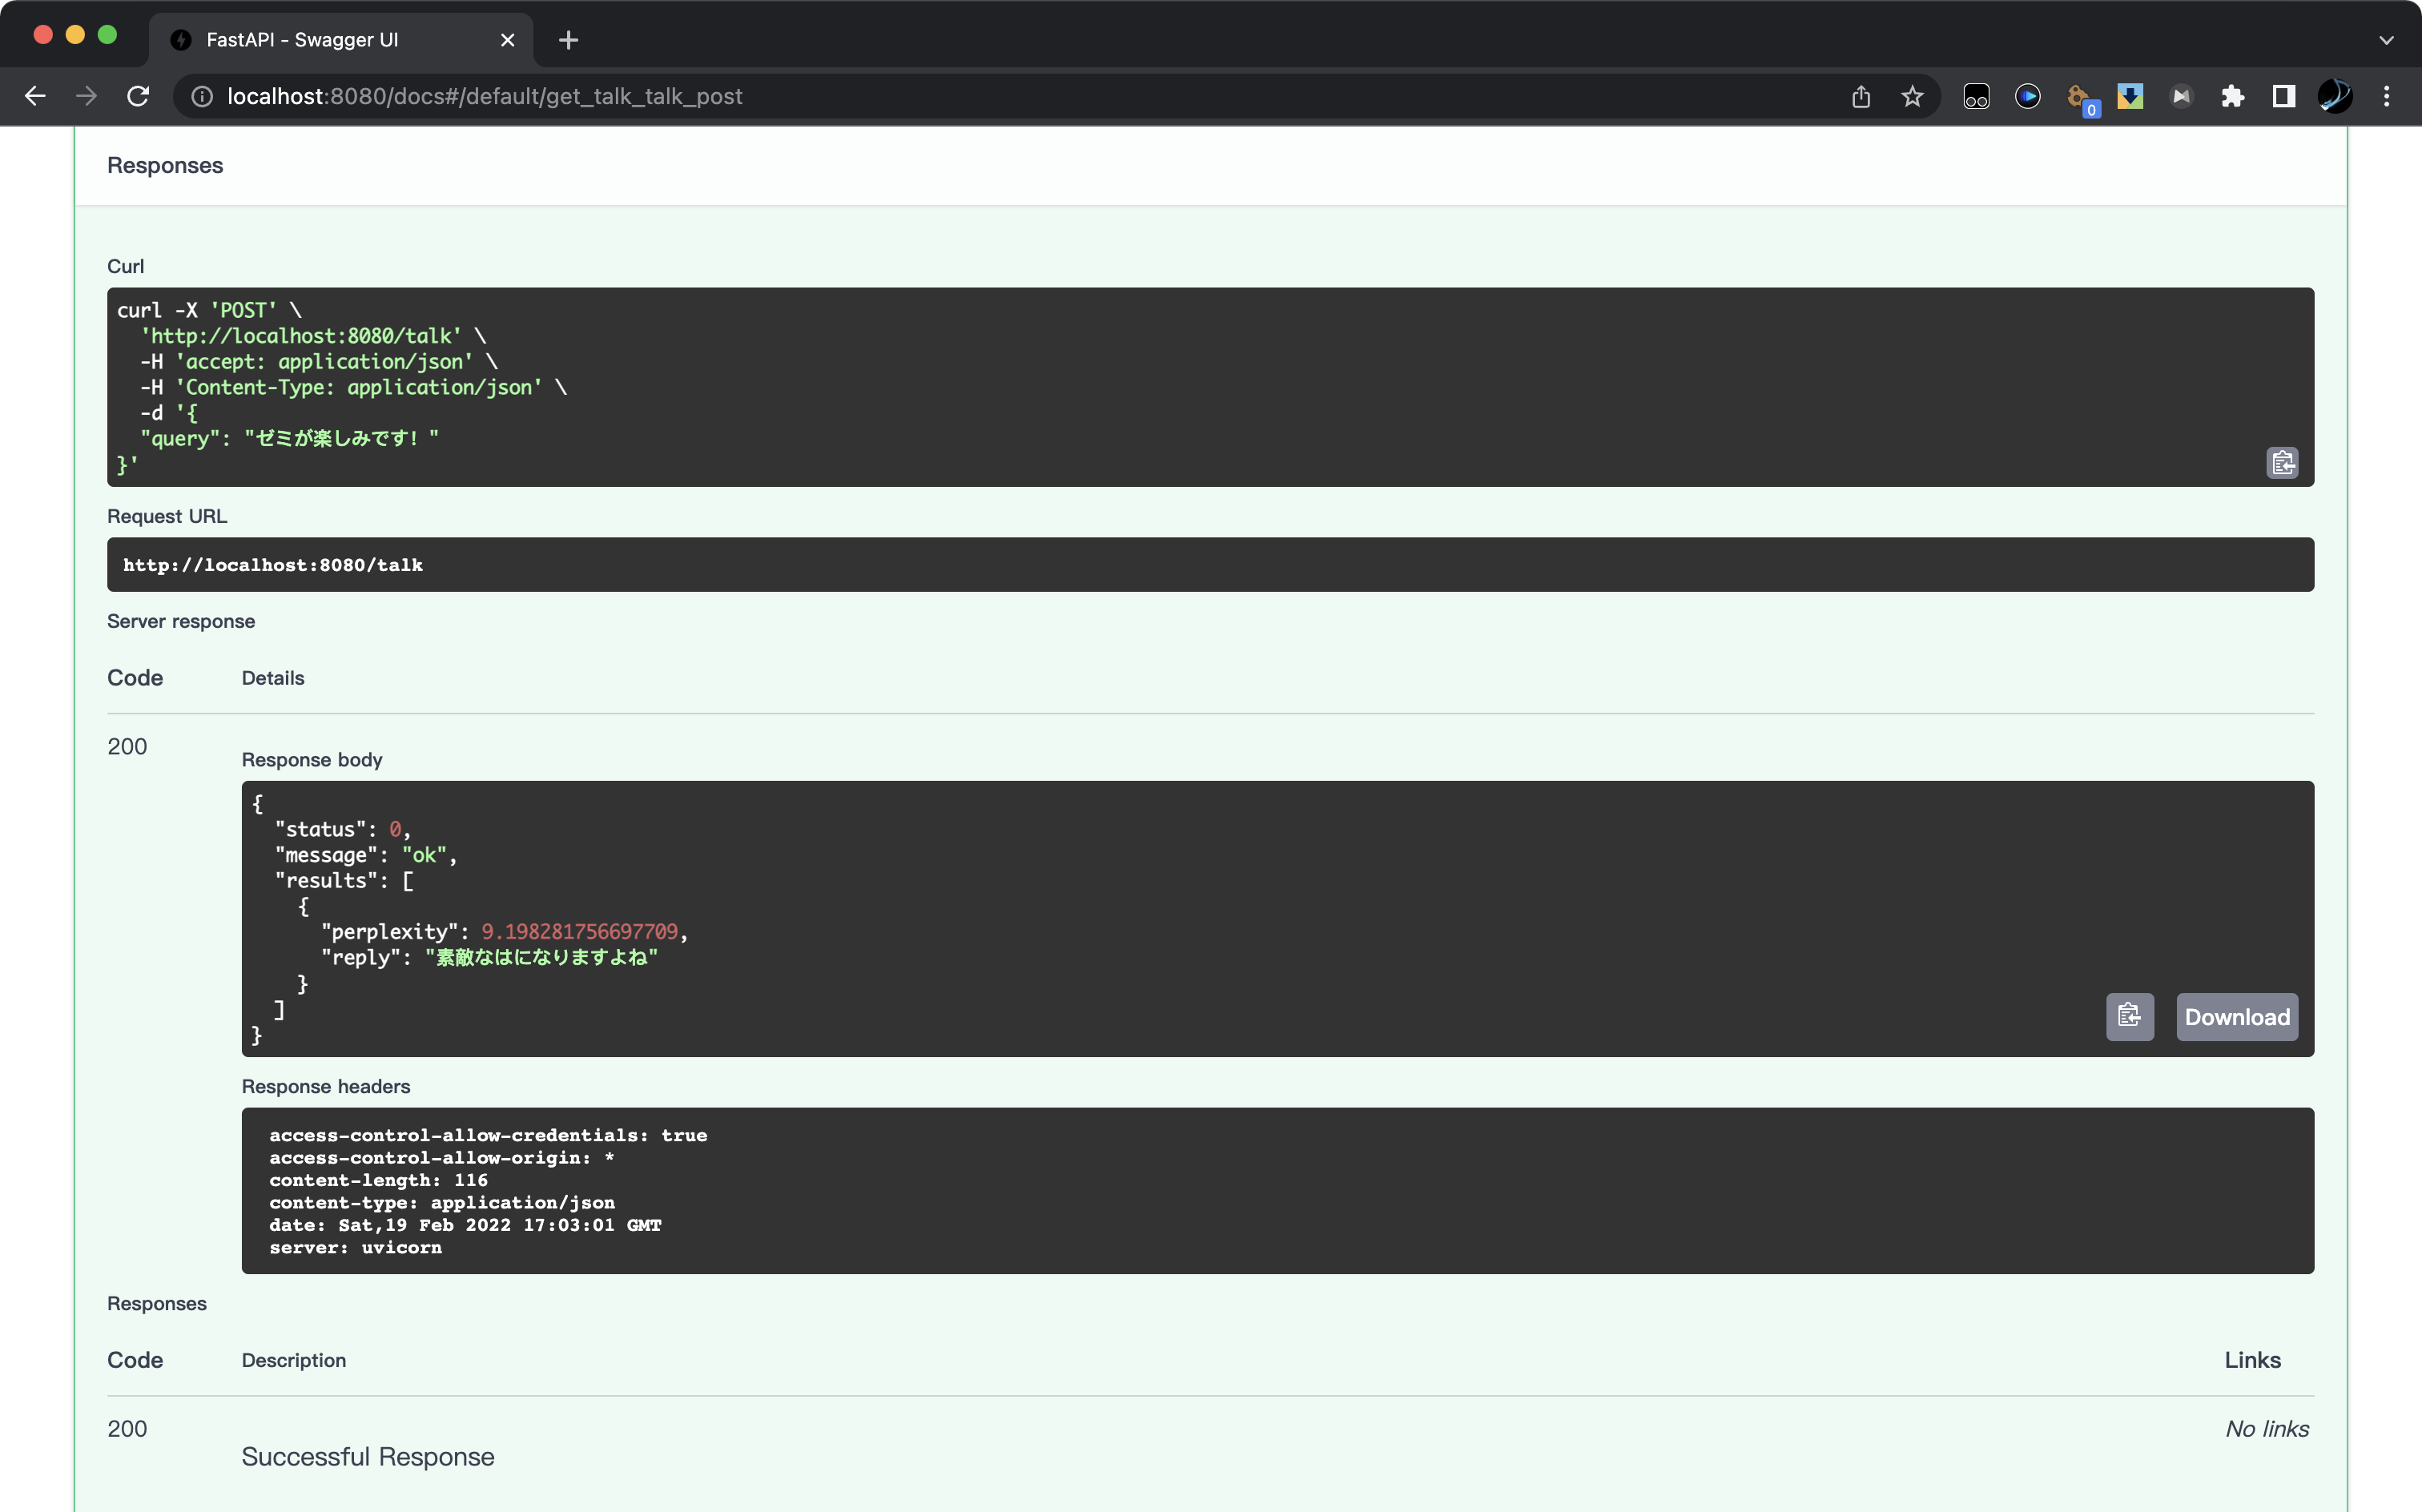 FastAPI - Swagger UI
localhost:8080/docs#/default/get_talk_talk_post
0
Responses
Curl
curl -X 'POST' \
'http://localhost:8080/talk' \
-H 'accept: application/json' \
-H 'Content-Type: application/json' \
-d '{
"query": "ゼミが楽しみです！"
}'
Request URL
http://localhost:8080/talk
Server response
Code Details
200
Response body
{
"status": 0,
"message": "ok",
"results": [
{
"perplexity": 9.198281756697709,
"reply": "素敵なはになりますよね"
}
]
}
Download
Response headers
access-control-allow-credentials: true
access-control-allow-origin: *
content-length: 116
content-type: application/json
date: Sat,19 Feb 2022 17:03:01 GMT
server: uvicorn
Responses
Code Description Links
200 No links
Successful Response